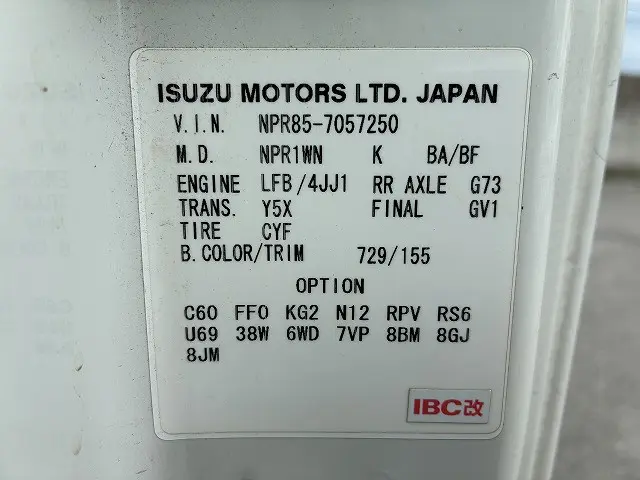 ISUZU MOTORS LTD. JAPAN
V.I.N. NPR85-7057250
M.D. NPR1WN K BA/BF
ENGINE LFB/4JJ1 RR AXLE G73
TRANS. Y5X FINAL GV1
TIRE CYF
B.COLOR/TRIM 729/155
OPTION
C60 FF0 KG2 N12 RPV RS6
U69 38W 6WD 7VP 8BM 8GJ
8JM
IBC改